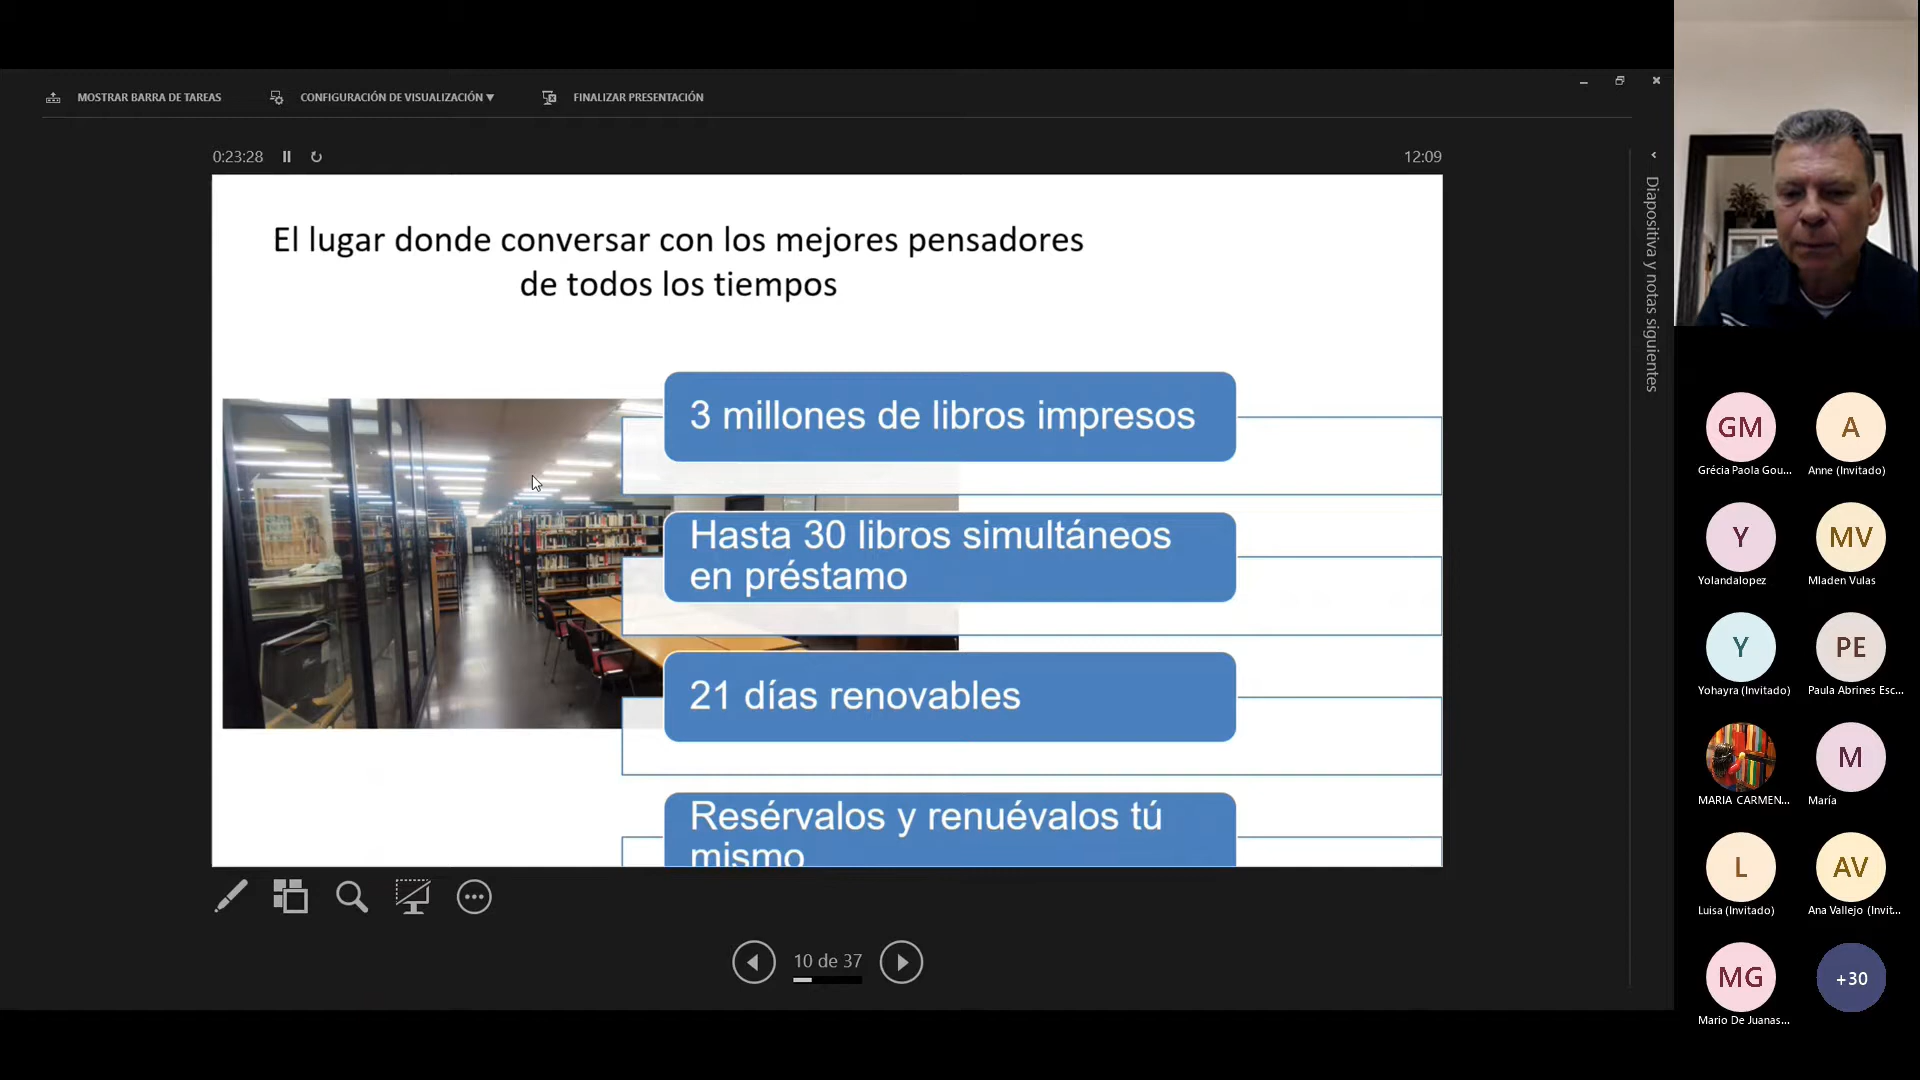 MOSTRAR BARRA DE TAREAS
CONFIGURACIÓN DE VISUALIZACIÓN ▼
FINALIZAR PRESENTACIÓN
0:23:28
12:09
El lugar donde conversar con los mejores pensadores
de todos los tiempos
3 millones de libros impresos
Hasta 30 libros simultáneos
en préstamo
21 días renovables
Resérvalos y renuévalos tú
mismo
10 de 37
Diapositiva y notas siguientes
GM
Grécia Paola Gou...
A
Anne (Invitado)
Y
Yolandalopez
MV
Mladen Vulas
Y
Yohayra (Invitado)
PE
Paula Abrines Esc...
MARIA CARMEN...
M
María
L
Luisa (Invitado)
AV
Ana Vallejo (Invit...
MG
Mario De Juanas...
+30